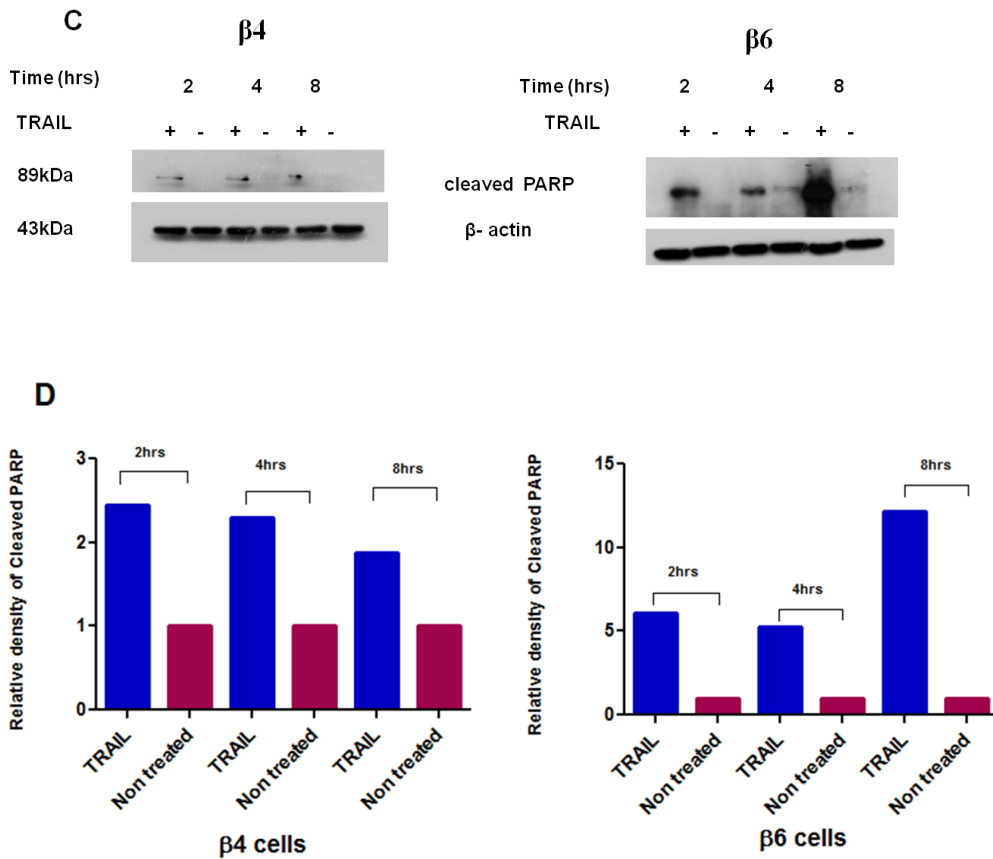 C
β4
Time (hrs) 2 4 8
TRAIL + - + - + -
89kDa
43kDa
β6
Time (hrs) 2 4 8
TRAIL + - + - + -
cleaved PARP
β- actin
D
Relative density of Cleaved PARP
3
2
1
0
2hrs
4hrs
8hrs
TRAIL
Non treated
TRAIL
Non treated
TRAIL
Non treated
β4 cells
Relative density of Cleaved PARP
15
10
5
0
2hrs
4hrs
8hrs
TRAIL
Non treated
TRAIL
Non treated
TRAIL
Non treated
β6 cells